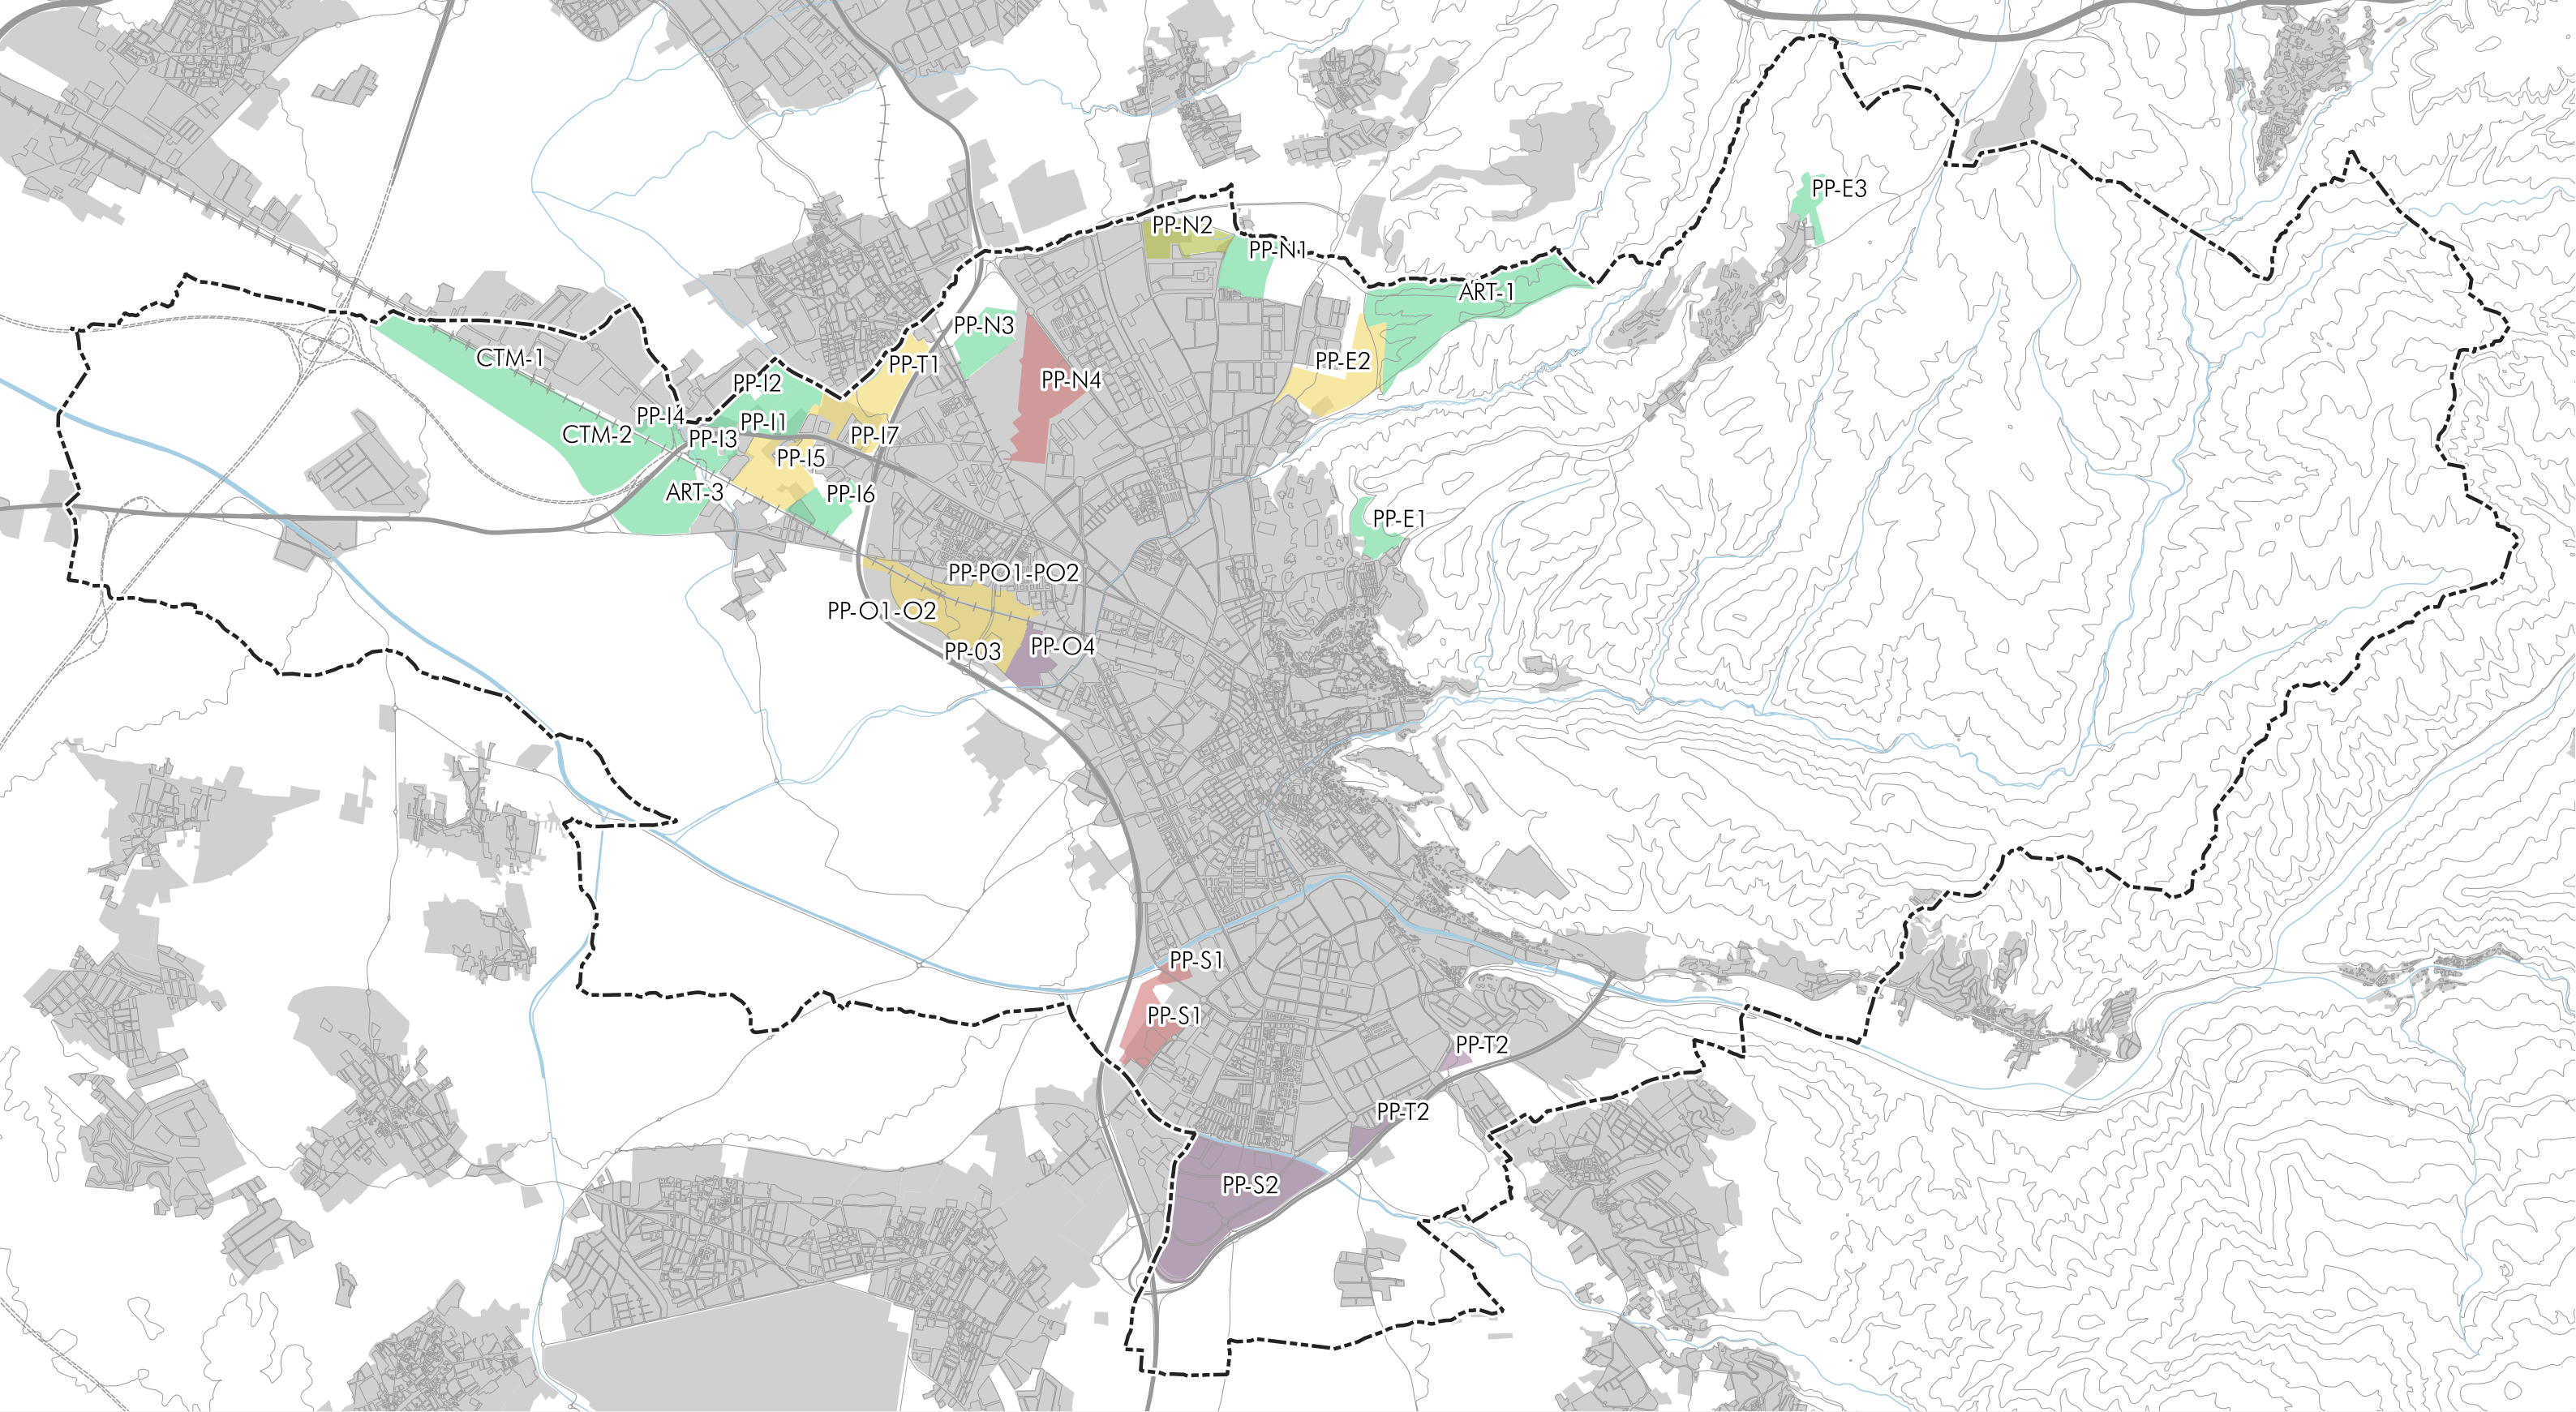 PP-E3
PP-N2
PP-N1
ART-1
PP-N3
CTM-1
PP-T1
PP-E2
PP-N4
PP-I2
PP-I4
PP-I1
CTM-2
PP-I3
PP-I7
PP-I5
ART-3
PP-I6
PP-E1
PP-PO1-PO2
PP-O1-O2
PP-03
PP-O4
PP-S1
PP-S1
PP-T2
PP-T2
PP-S2